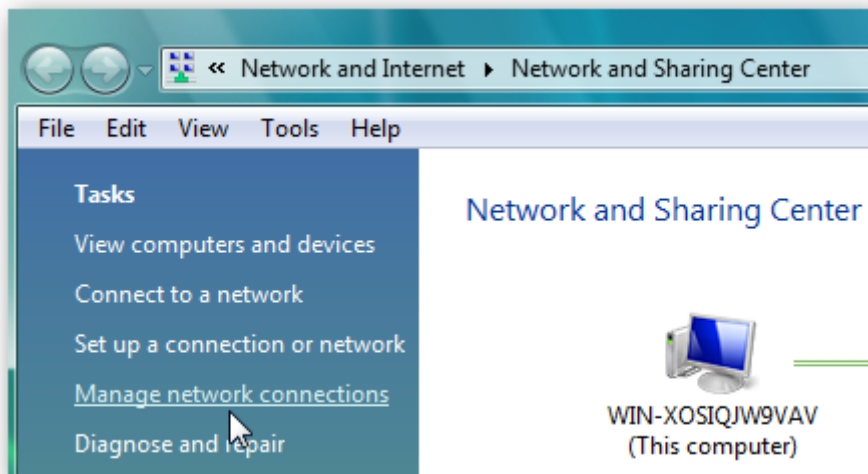 « Network and Internet ▸ Network and Sharing Center
File Edit View Tools Help
Tasks
View computers and devices
Connect to a network
Set up a connection or network
Manage network connections
Diagnose and repair
Network and Sharing Center
WIN-XOSIQJW9VAV
(This computer)